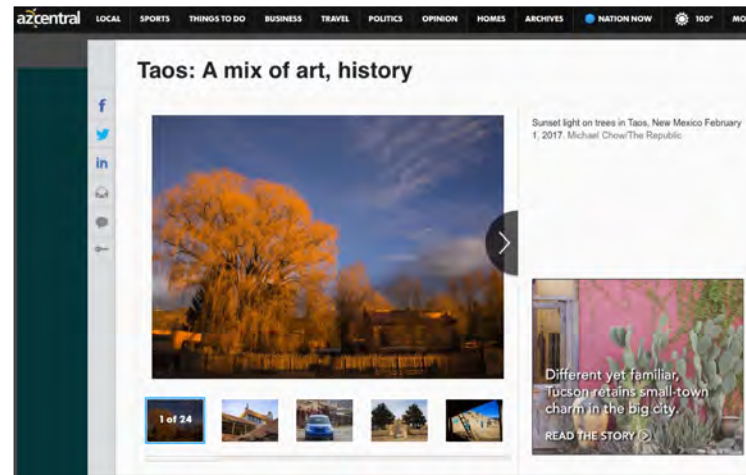 azcentral LOCAL SPORTS THINGS TO DO BUSINESS TRAVEL POLITICS OPINION HOMES ARCHIVES NATION NOW 100° MO
Taos: A mix of art, history
f
in
Sunset light on trees in Taos, New Mexico February
1, 2017. Michael Chow/The Republic
Different yet familiar,
Tucson retains small-town
charm in the big city.
READ THE STORY
1 of 24